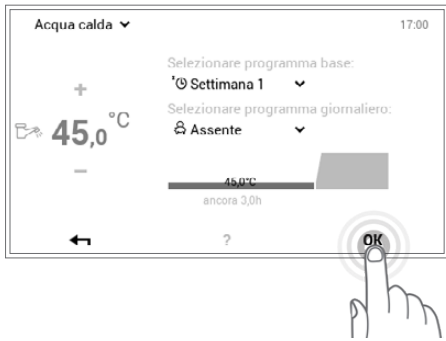 Acqua calda
17:00
Selezionare programma base:
Settimana 1
Selezionare programma giornaliero:
Assente
+
45,0°C
−
45,0°C
ancora 3,0h
?
OK